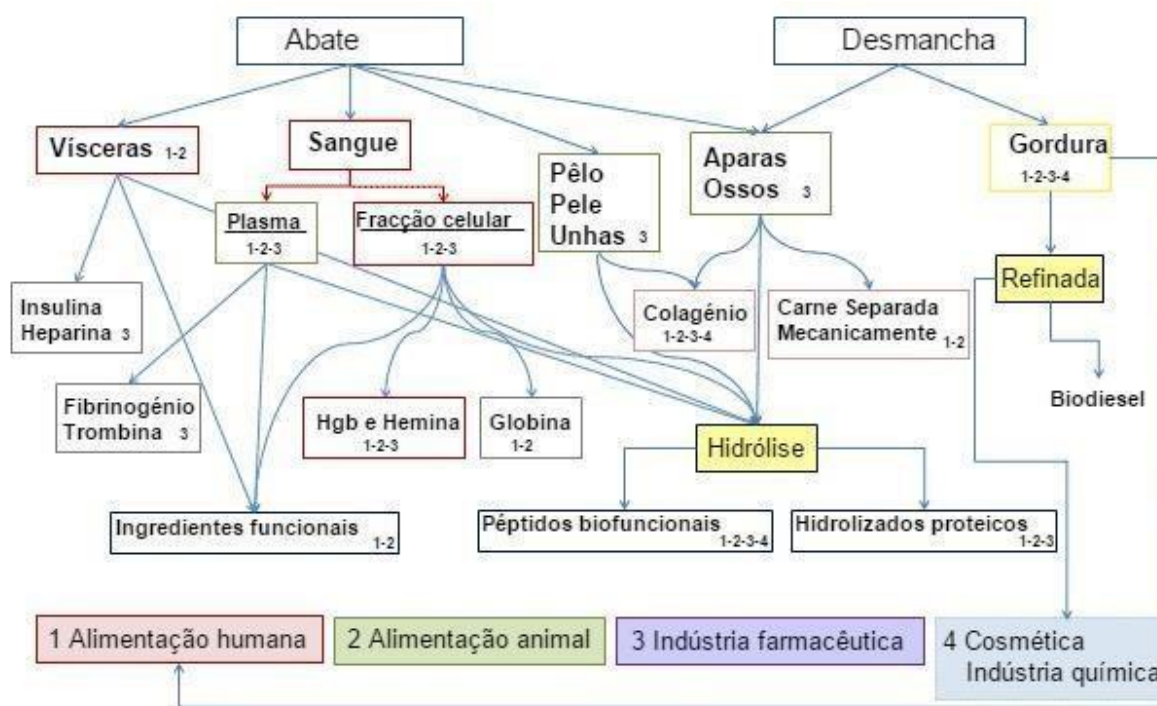 Abate
Desmancha
Vísceras 1-2
Sangue
Pêlo
Pele
Unhas 3
Aparas
Ossos 3
Gordura
1-2-3-4
Plasma
1-2-3
Fracção celular
1-2-3
Refinada
Insulina
Heparina 3
Colagénio
1-2-3-4
Carne Separada
Mecanicamente 1-2
Biodiesel
Fibrinogénio
Trombina 3
Hgb e Hemina
1-2-3
Globina
1-2
Hidrólise
Ingredientes funcionais
1-2
Péptidos biofuncionais
1-2-3-4
Hidrolizados proteicos
1-2-3
1 Alimentação humana
2 Alimentação animal
3 Indústria farmacêutica
4 Cosmética
Indústria química